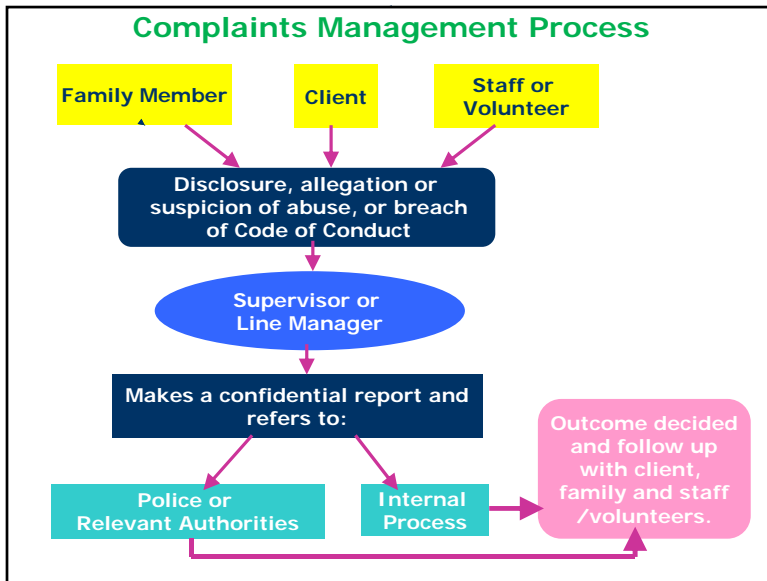 Complaints Management Process
Family Member
Client
Staff or
Volunteer
Disclosure, allegation or
suspicion of abuse, or breach
of Code of Conduct
Supervisor or
Line Manager
Makes a confidential report and
refers to:
Police or
Relevant Authorities
Internal
Process
Outcome decided
and follow up
with client,
family and staff
/volunteers.